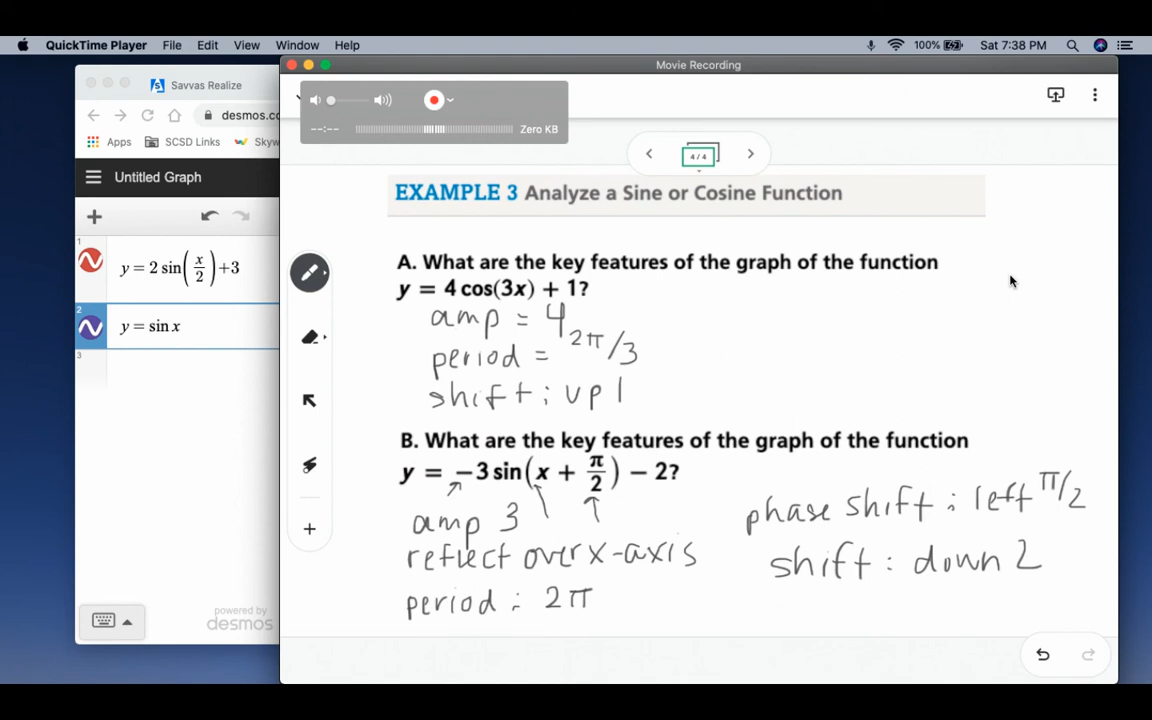 QuickTime Player File Edit View Window Help 100% Sat 7:38 PM
Movie Recording
Savvas Realize
desmos.co
Apps SCSD Links Skyw
Untitled Graph
--:-- Zero KB
4/4
1
y = 2 sin(x/2)+3
2
y = sin x
3
powered by
desmos
EXAMPLE 3 Analyze a Sine or Cosine Function
A. What are the key features of the graph of the function
y = 4 cos(3x) + 1?
amp = 4
period = 2π/3
shift: up 1
B. What are the key features of the graph of the function
y = −3 sin(x + π/2) − 2?
amp 3
reflect over x-axis
period: 2π
phase shift: left π/2
shift: down 2